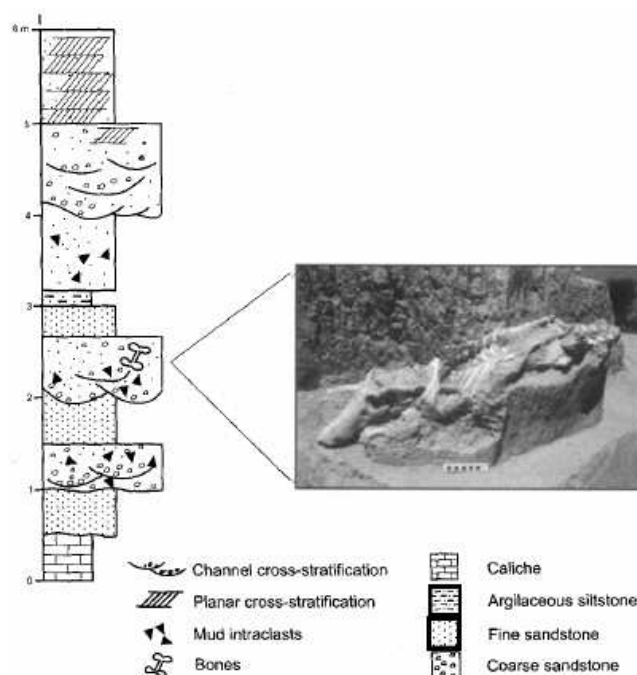 6 m
5
4
3
2
1
0
Channel cross-stratification
Planar cross-stratification
Mud intraclasts
Bones
Caliche
Argilaceous siltstone
Fine sandstone
Coarse sandstone